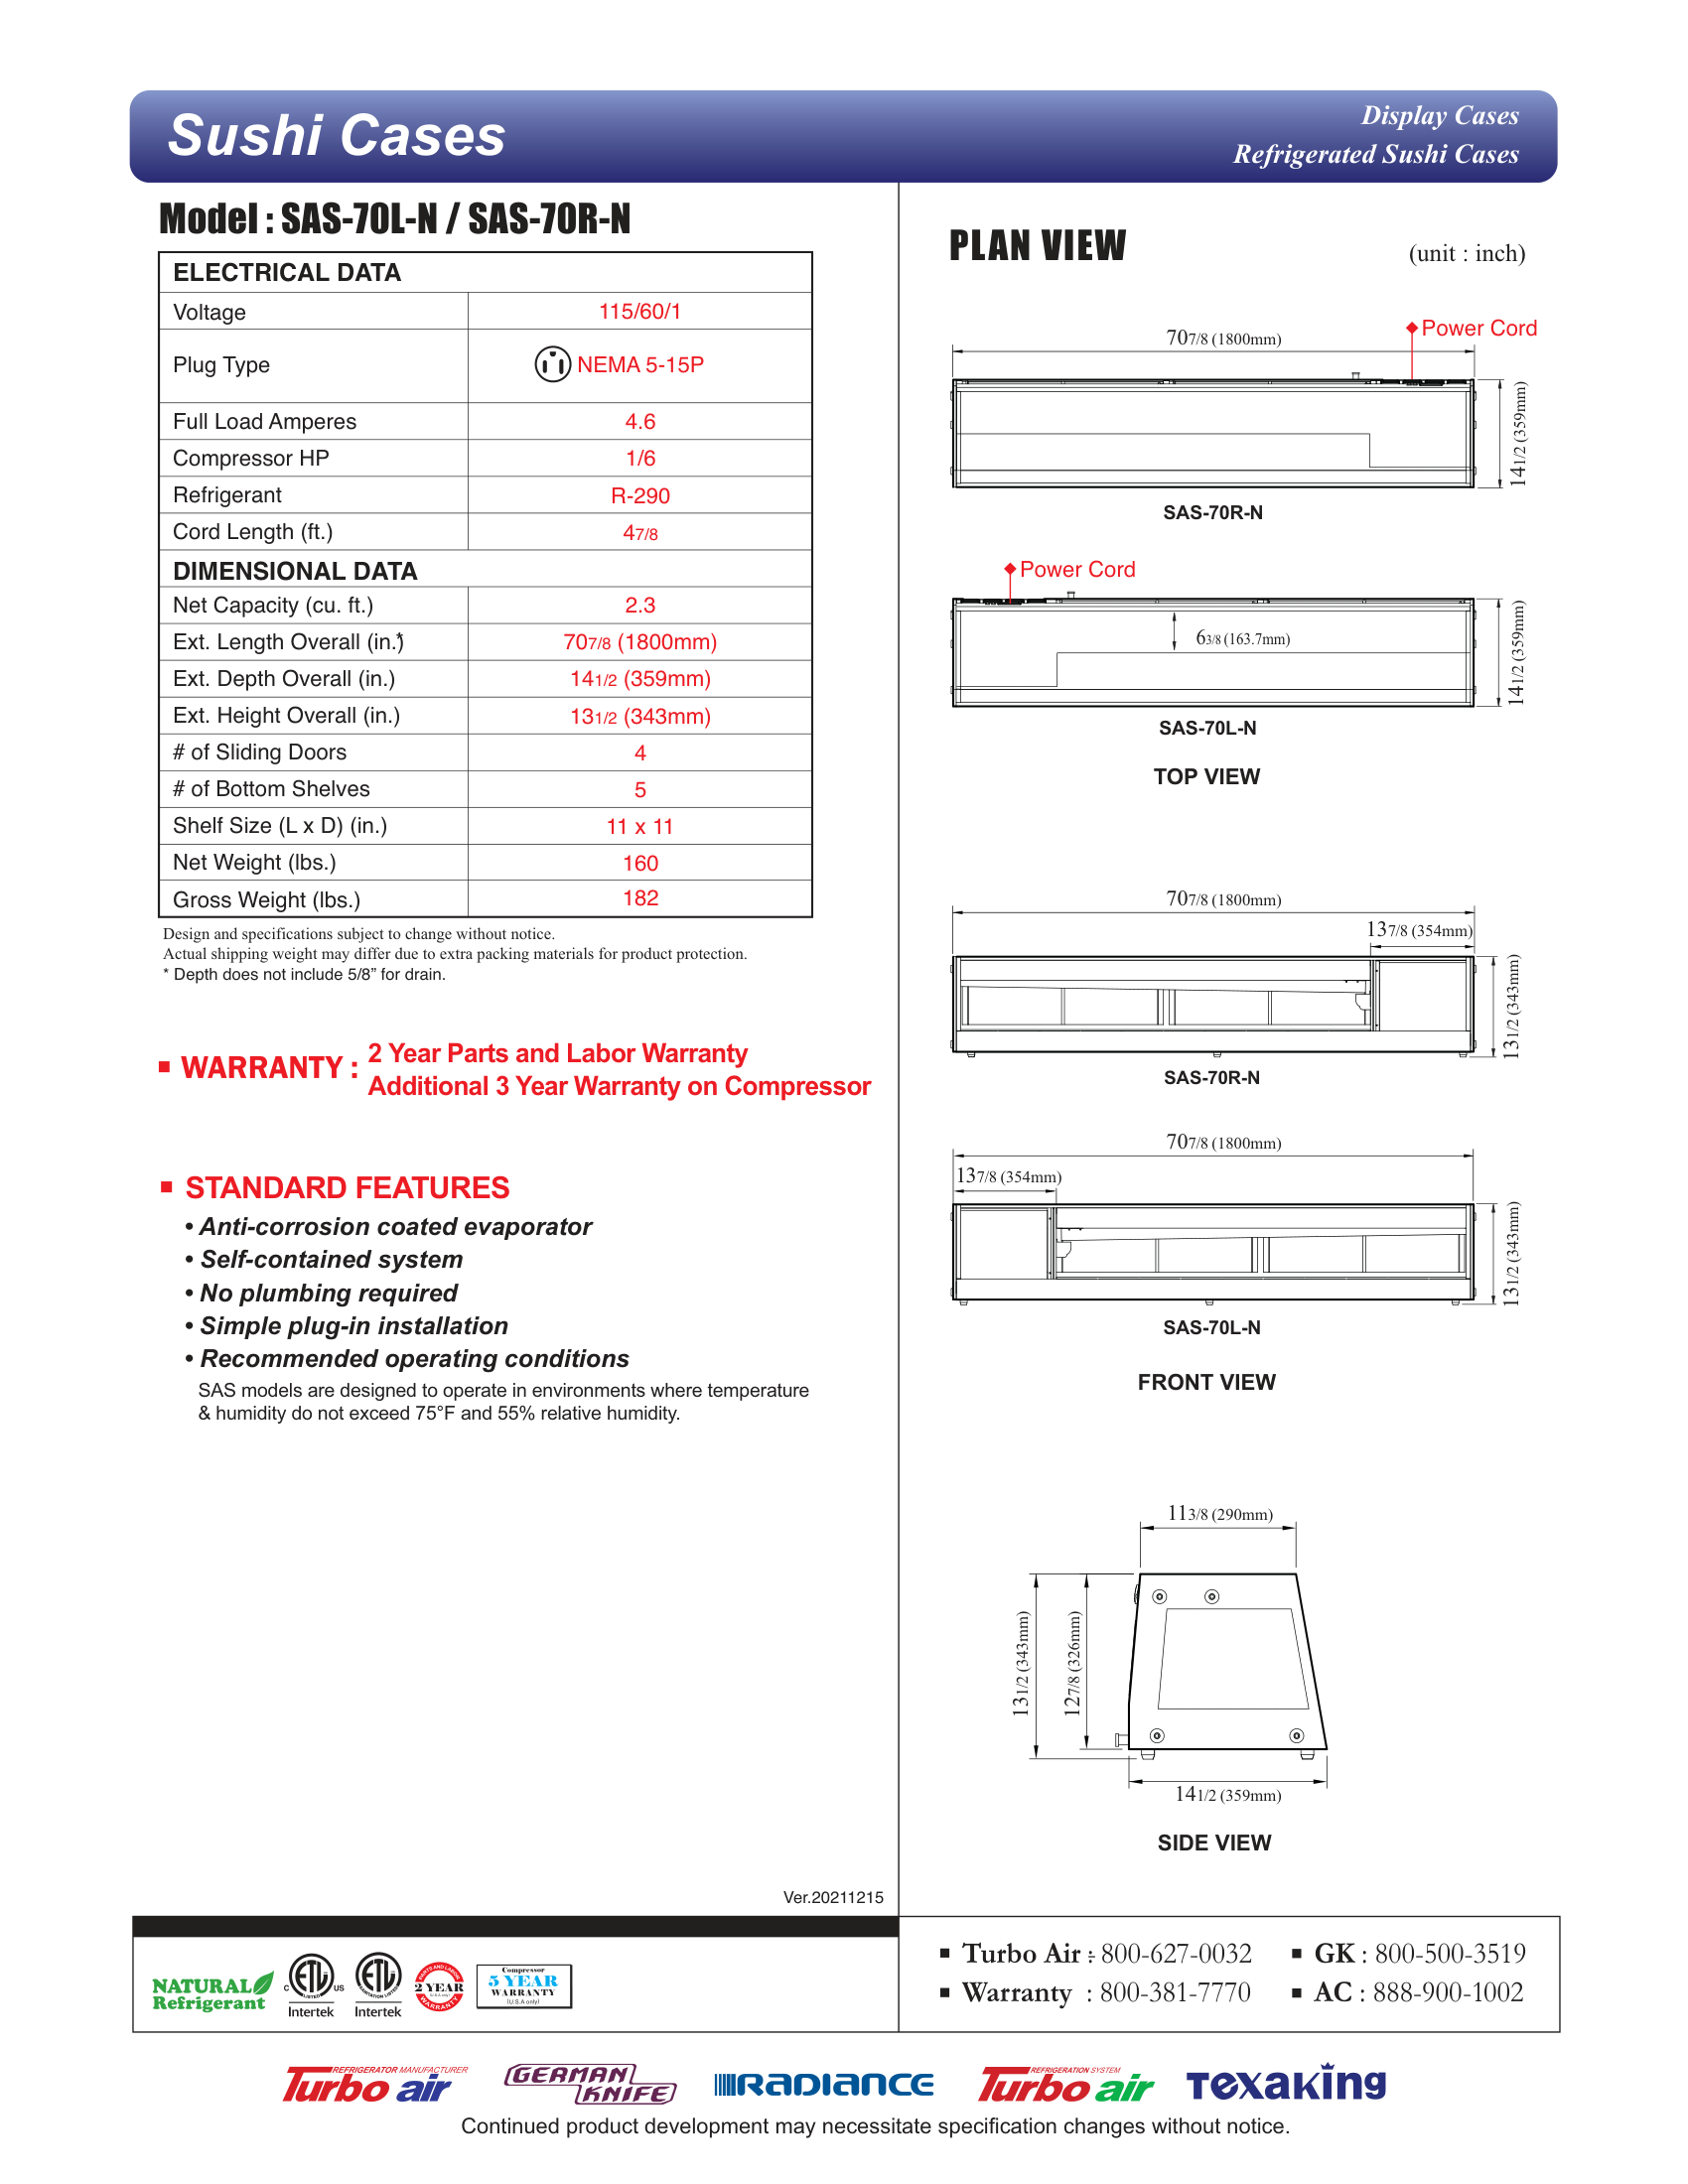 Sushi Cases
Display Cases
Refrigerated Sushi Cases
Model : SAS-70L-N / SAS-70R-N
ELECTRICAL DATA
Voltage 115/60/1
Plug Type NEMA 5-15P
Full Load Amperes 4.6
Compressor HP 1/6
Refrigerant R-290
Cord Length (ft.) 4 7/8
DIMENSIONAL DATA
Net Capacity (cu. ft.) 2.3
Ext. Length Overall (in.)* 70 7/8 (1800mm)
Ext. Depth Overall (in.) 14 1/2 (359mm)
Ext. Height Overall (in.) 13 1/2 (343mm)
# of Sliding Doors 4
# of Bottom Shelves 5
Shelf Size (L x D) (in.) 11 x 11
Net Weight (lbs.) 160
Gross Weight (lbs.) 182
Design and specifications subject to change without notice.
Actual shipping weight may differ due to extra packing materials for product protection.
* Depth does not include 5/8” for drain.
WARRANTY :
2 Year Parts and Labor Warranty
Additional 3 Year Warranty on Compressor
STANDARD FEATURES
• Anti-corrosion coated evaporator
• Self-contained system
• No plumbing required
• Simple plug-in installation
• Recommended operating conditions
SAS models are designed to operate in environments where temperature
& humidity do not exceed 75°F and 55% relative humidity.
Ver.20211215
PLAN VIEW
(unit : inch)
70 7/8 (1800mm)
Power Cord
14 1/2 (359mm)
SAS-70R-N
Power Cord
6 3/8 (163.7mm)
14 1/2 (359mm)
SAS-70L-N
TOP VIEW
70 7/8 (1800mm)
13 7/8 (354mm)
13 1/2 (343mm)
SAS-70R-N
70 7/8 (1800mm)
13 7/8 (354mm)
13 1/2 (343mm)
SAS-70L-N
FRONT VIEW
11 3/8 (290mm)
13 1/2 (343mm)
12 7/8 (326mm)
14 1/2 (359mm)
SIDE VIEW
NATURAL
Refrigerant
C ETL US
LISTED
Intertek
ETL
SANITATION LISTED
Intertek
PARTS AND LABOR
2 YEAR
WARRANTY
Compressor
5 YEAR
WARRANTY
(U.S.A only)
Turbo Air : 800-627-0032
GK : 800-500-3519
Warranty : 800-381-7770
AC : 888-900-1002
REFRIGERATOR MANUFACTURER
Turbo air
GERMAN
KNIFE
RADIANCE
REFRIGERATION SYSTEM
Turbo air
Texaking
Continued product development may necessitate specification changes without notice.